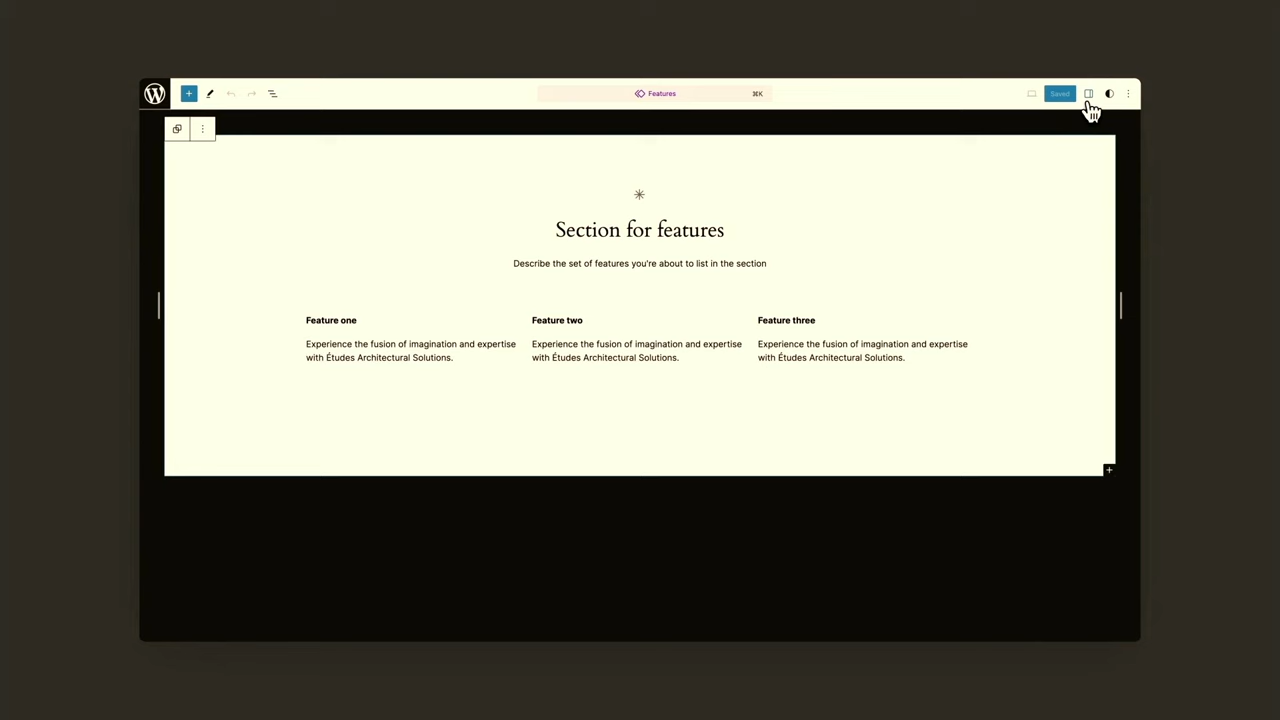 Features
⌘K
Saved
Section for features
Describe the set of features you're about to list in the section
Feature one
Experience the fusion of imagination and expertise
with Études Architectural Solutions.
Feature two
Experience the fusion of imagination and expertise
with Études Architectural Solutions.
Feature three
Experience the fusion of imagination and expertise
with Études Architectural Solutions.